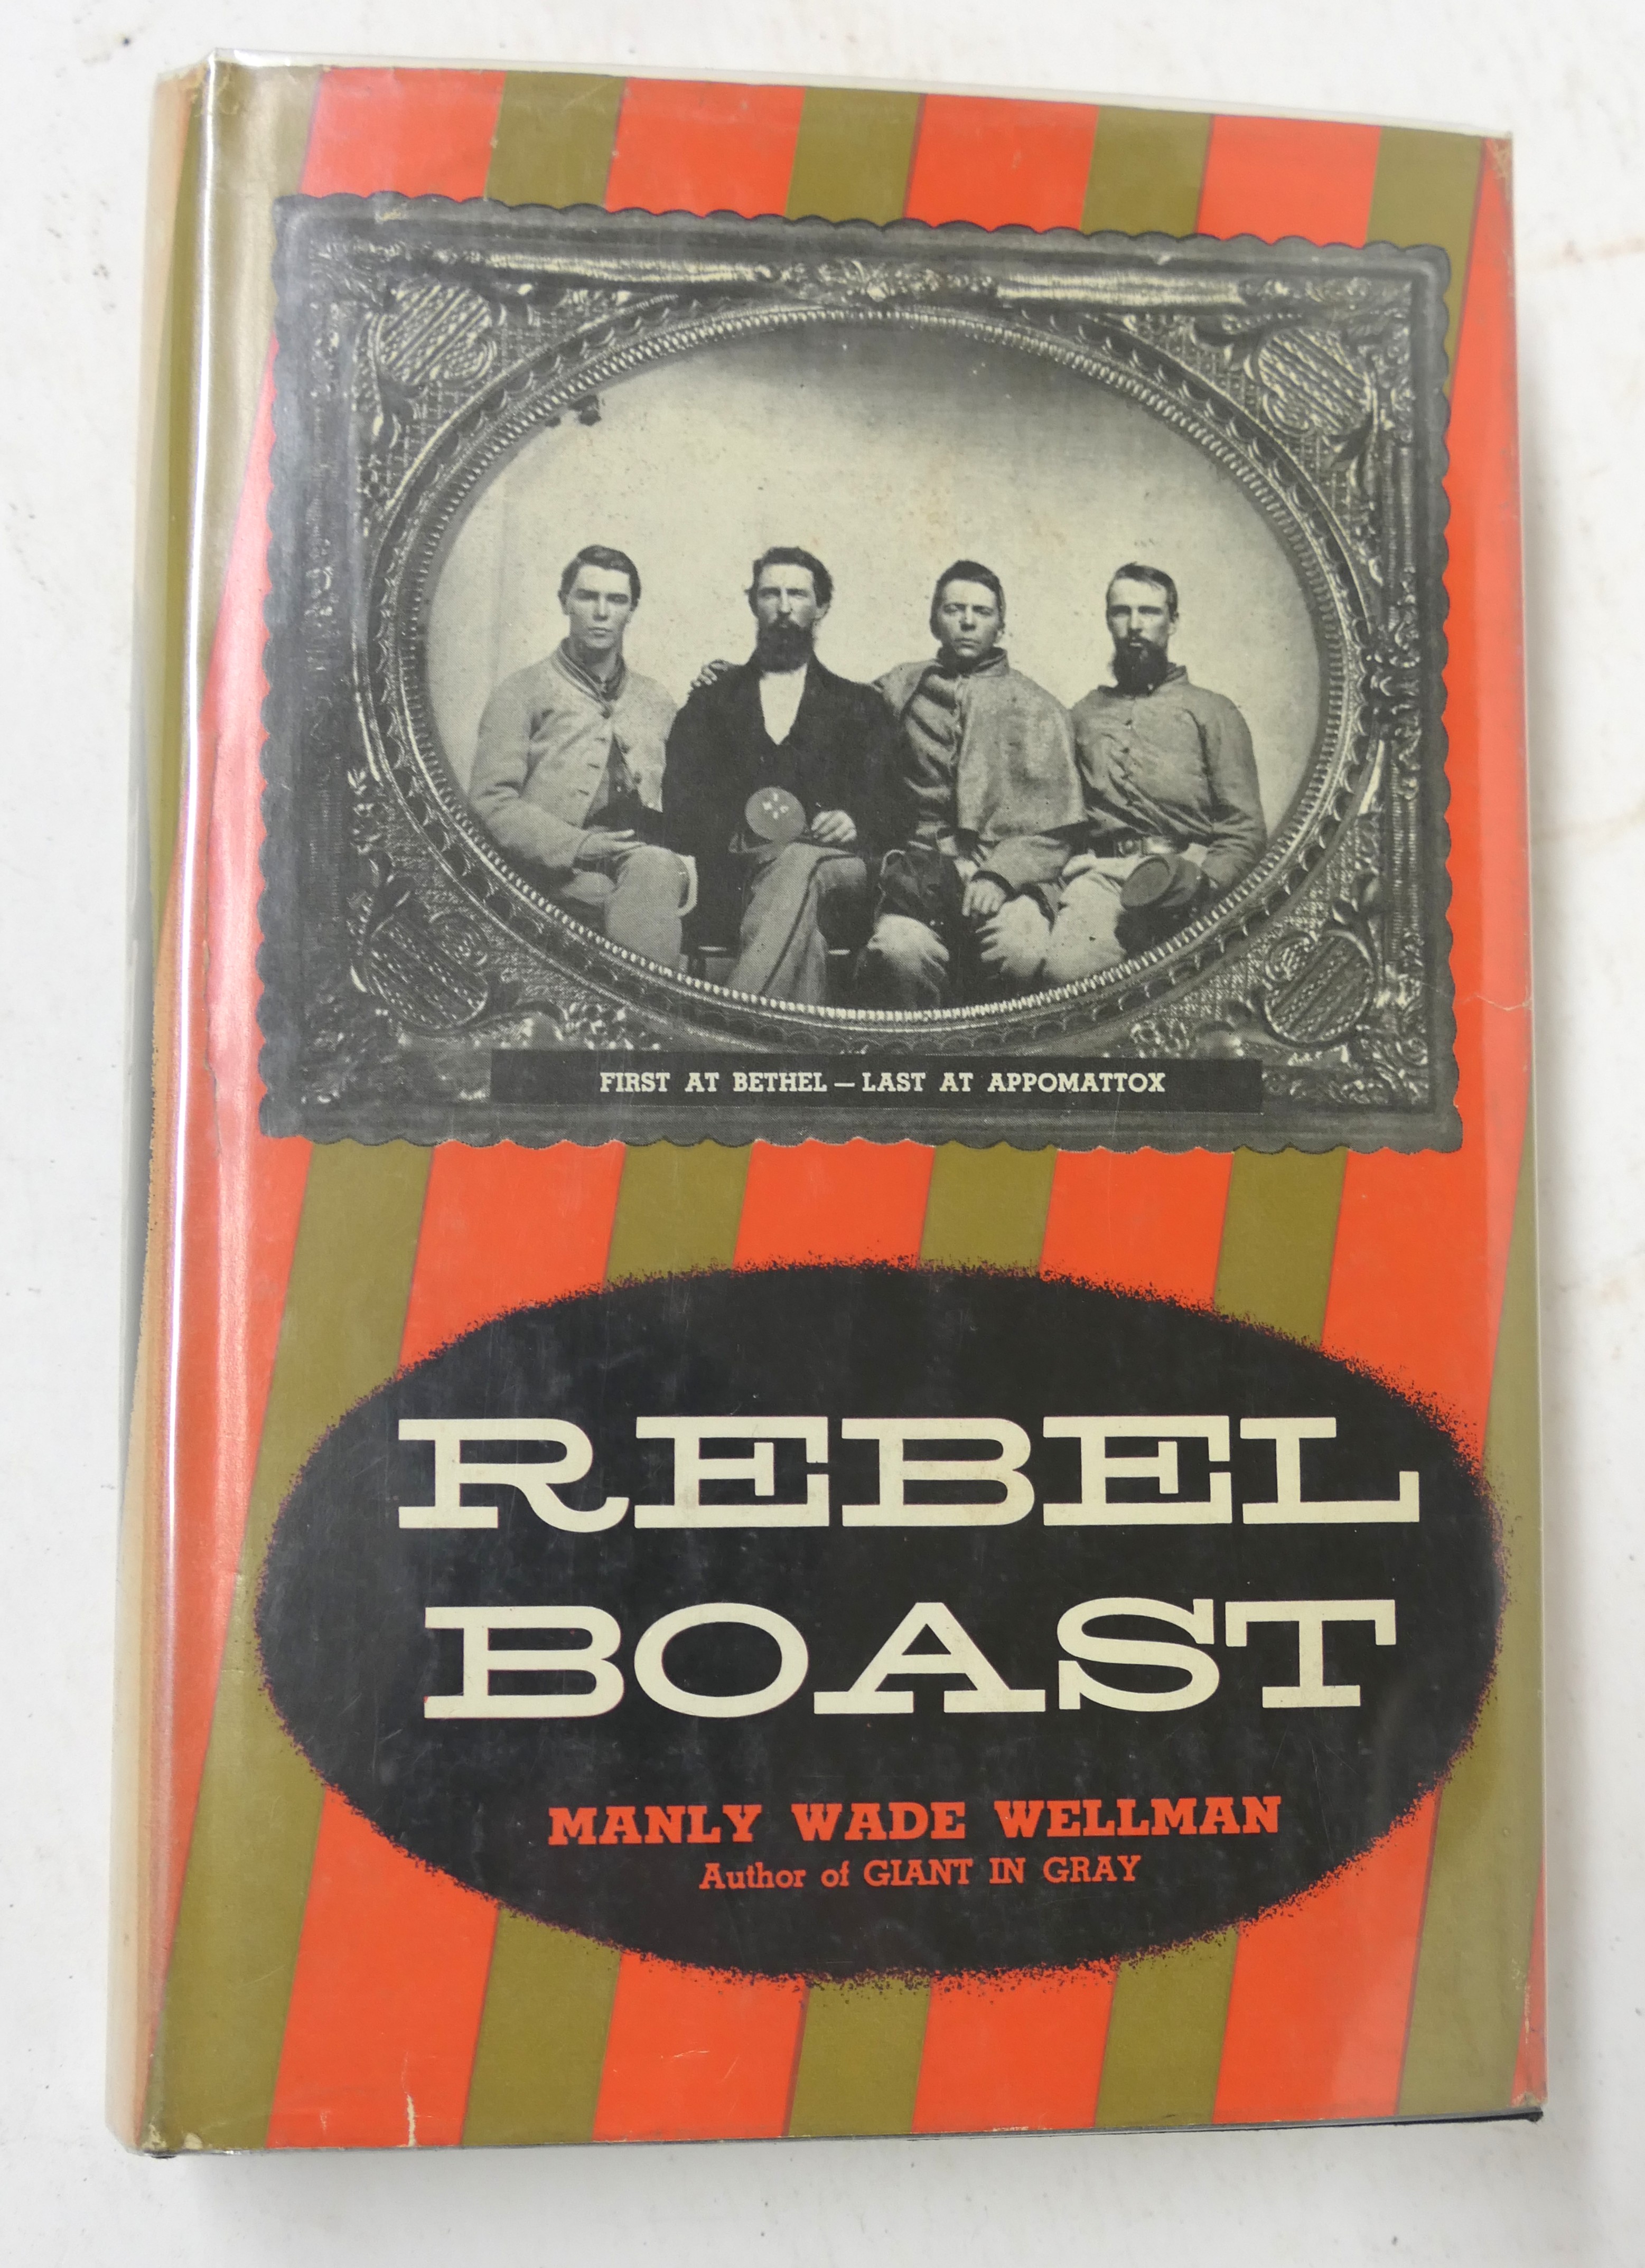 FIRST AT BETHEL — LAST AT APPOMATTOX
REBEL
BOAST
MANLY WADE WELLMAN
Author of GIANT IN GRAY